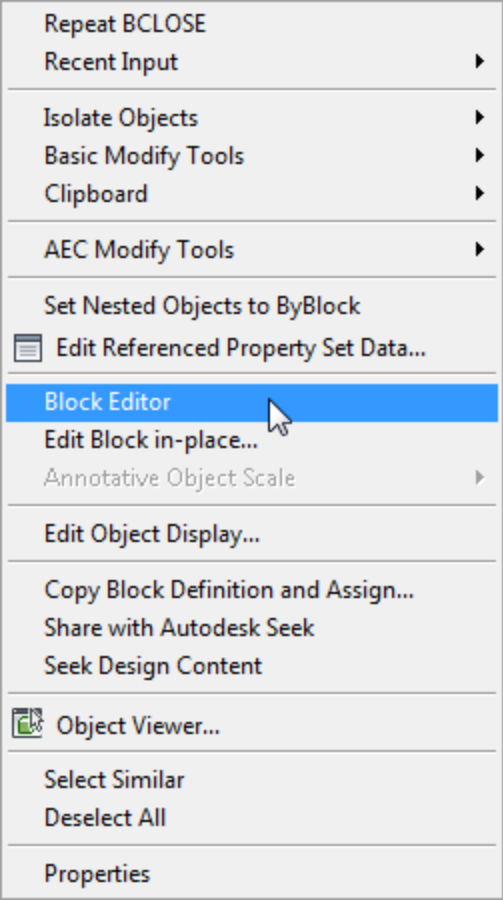 Repeat BCLOSE
Recent Input
Isolate Objects
Basic Modify Tools
Clipboard
AEC Modify Tools
Set Nested Objects to ByBlock
Edit Referenced Property Set Data...
Block Editor
Edit Block in-place...
Annotative Object Scale
Edit Object Display...
Copy Block Definition and Assign...
Share with Autodesk Seek
Seek Design Content
Object Viewer...
Select Similar
Deselect All
Properties